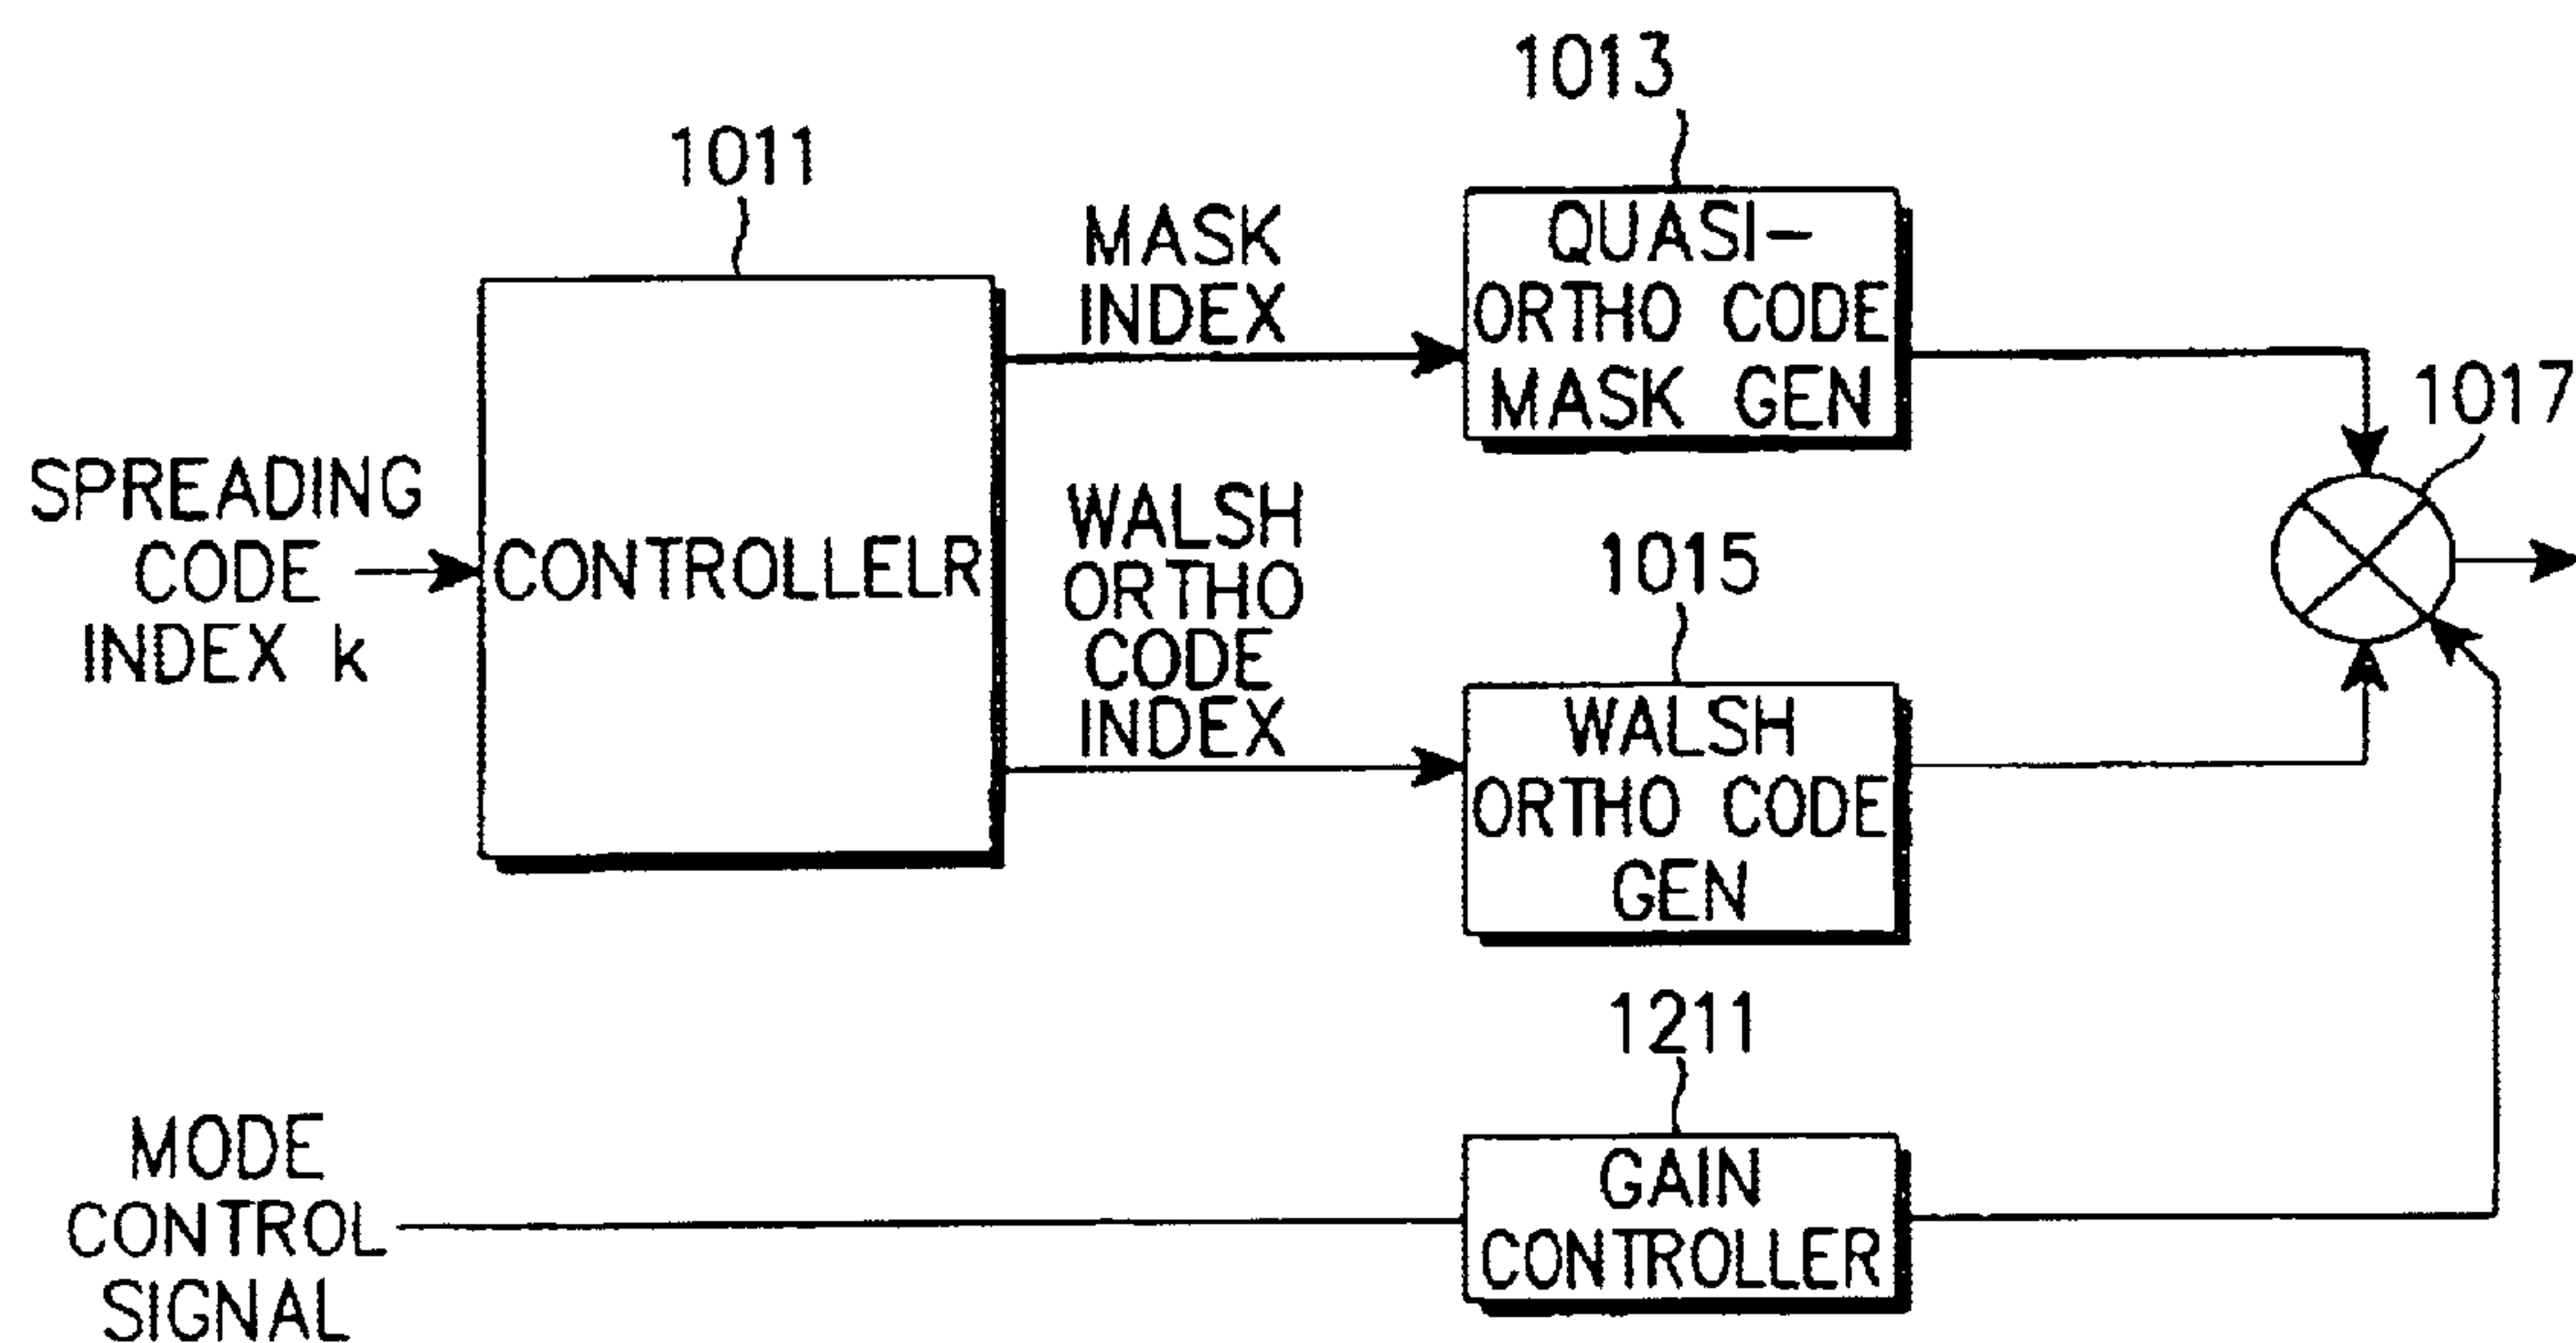 1013
1011
MASK
INDEX
QUASI-
ORTHO CODE
MASK GEN
1017
SPREADING
CODE
INDEX k
CONTROLLELR
WALSH
ORTHO
CODE
INDEX
1015
WALSH
ORTHO CODE
GEN
1211
MODE
CONTROL
SIGNAL
GAIN
CONTROLLER